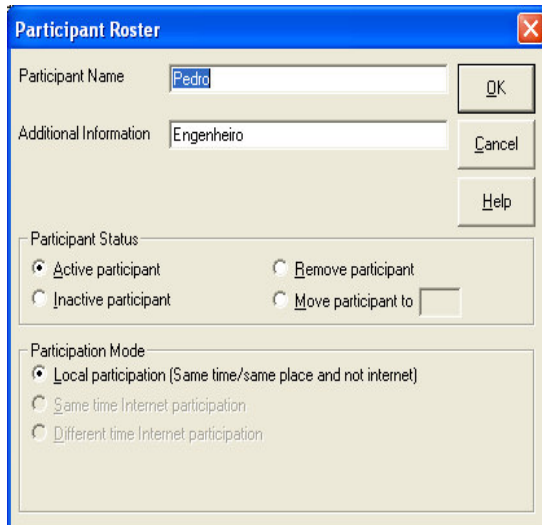 Participant Roster
Participant Name Pedro
OK
Additional Information Engenheiro
Cancel
Help
Participant Status
Active participant Remove participant
Inactive participant Move participant to
Participation Mode
Local participation (Same time/same place and not internet)
Same time Internet participation
Different time Internet participation